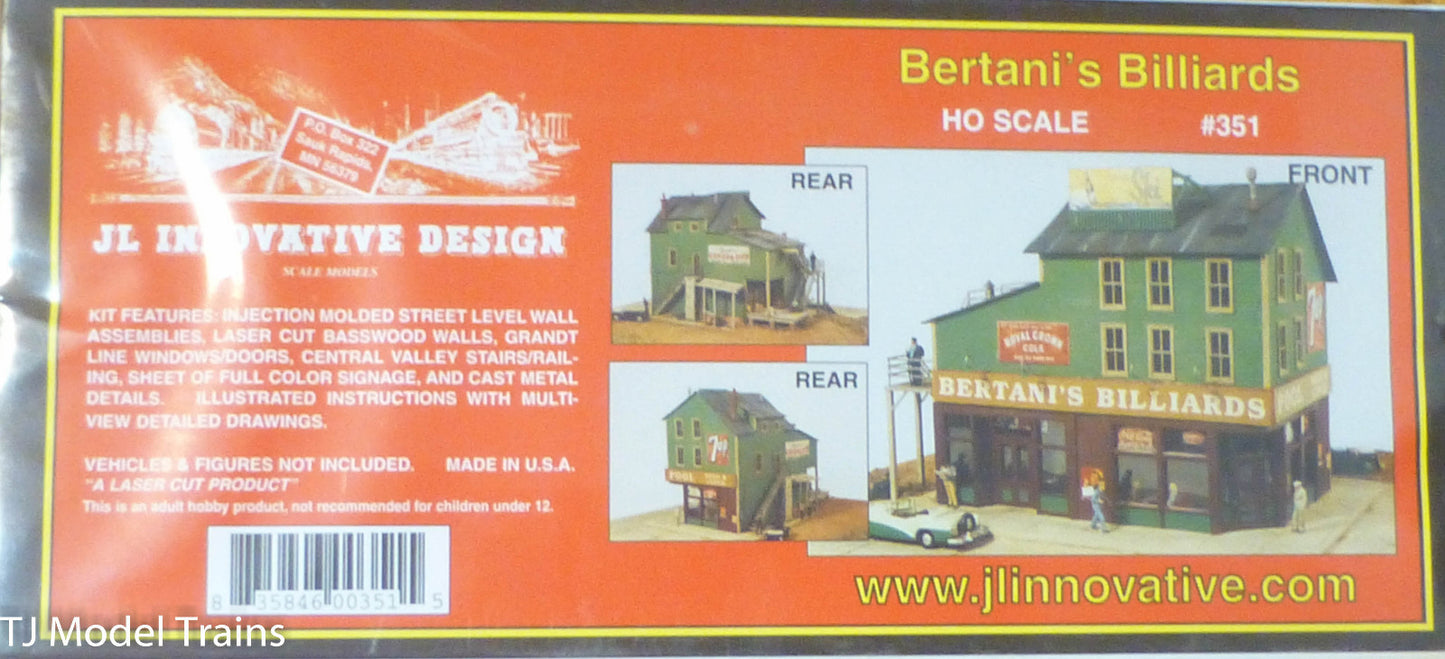 P.O. Box 322
Sauk Rapids,
MN 56379
JL INNOVATIVE DESIGN
SCALE MODELS
KIT FEATURES: INJECTION MOLDED STREET LEVEL WALL
ASSEMBLIES, LASER CUT BASSWOOD WALLS, GRANDT
LINE WINDOWS/DOORS, CENTRAL VALLEY STAIRS/RAIL-
ING, SHEET OF FULL COLOR SIGNAGE, AND CAST METAL
DETAILS. ILLUSTRATED INSTRUCTIONS WITH MULTI-
VIEW DETAILED DRAWINGS.
VEHICLES & FIGURES NOT INCLUDED. MADE IN U.S.A.
"A LASER CUT PRODUCT"
This is an adult hobby product, not recommended for children under 12.
8 35846 00351 5
Bertani's Billiards
HO SCALE #351
REAR
REAR
7up
POOL
FRONT
ROYAL CROWN
COLA
BERTANI'S BILLIARDS
www.jlinnovative.com
TJ Model Trains